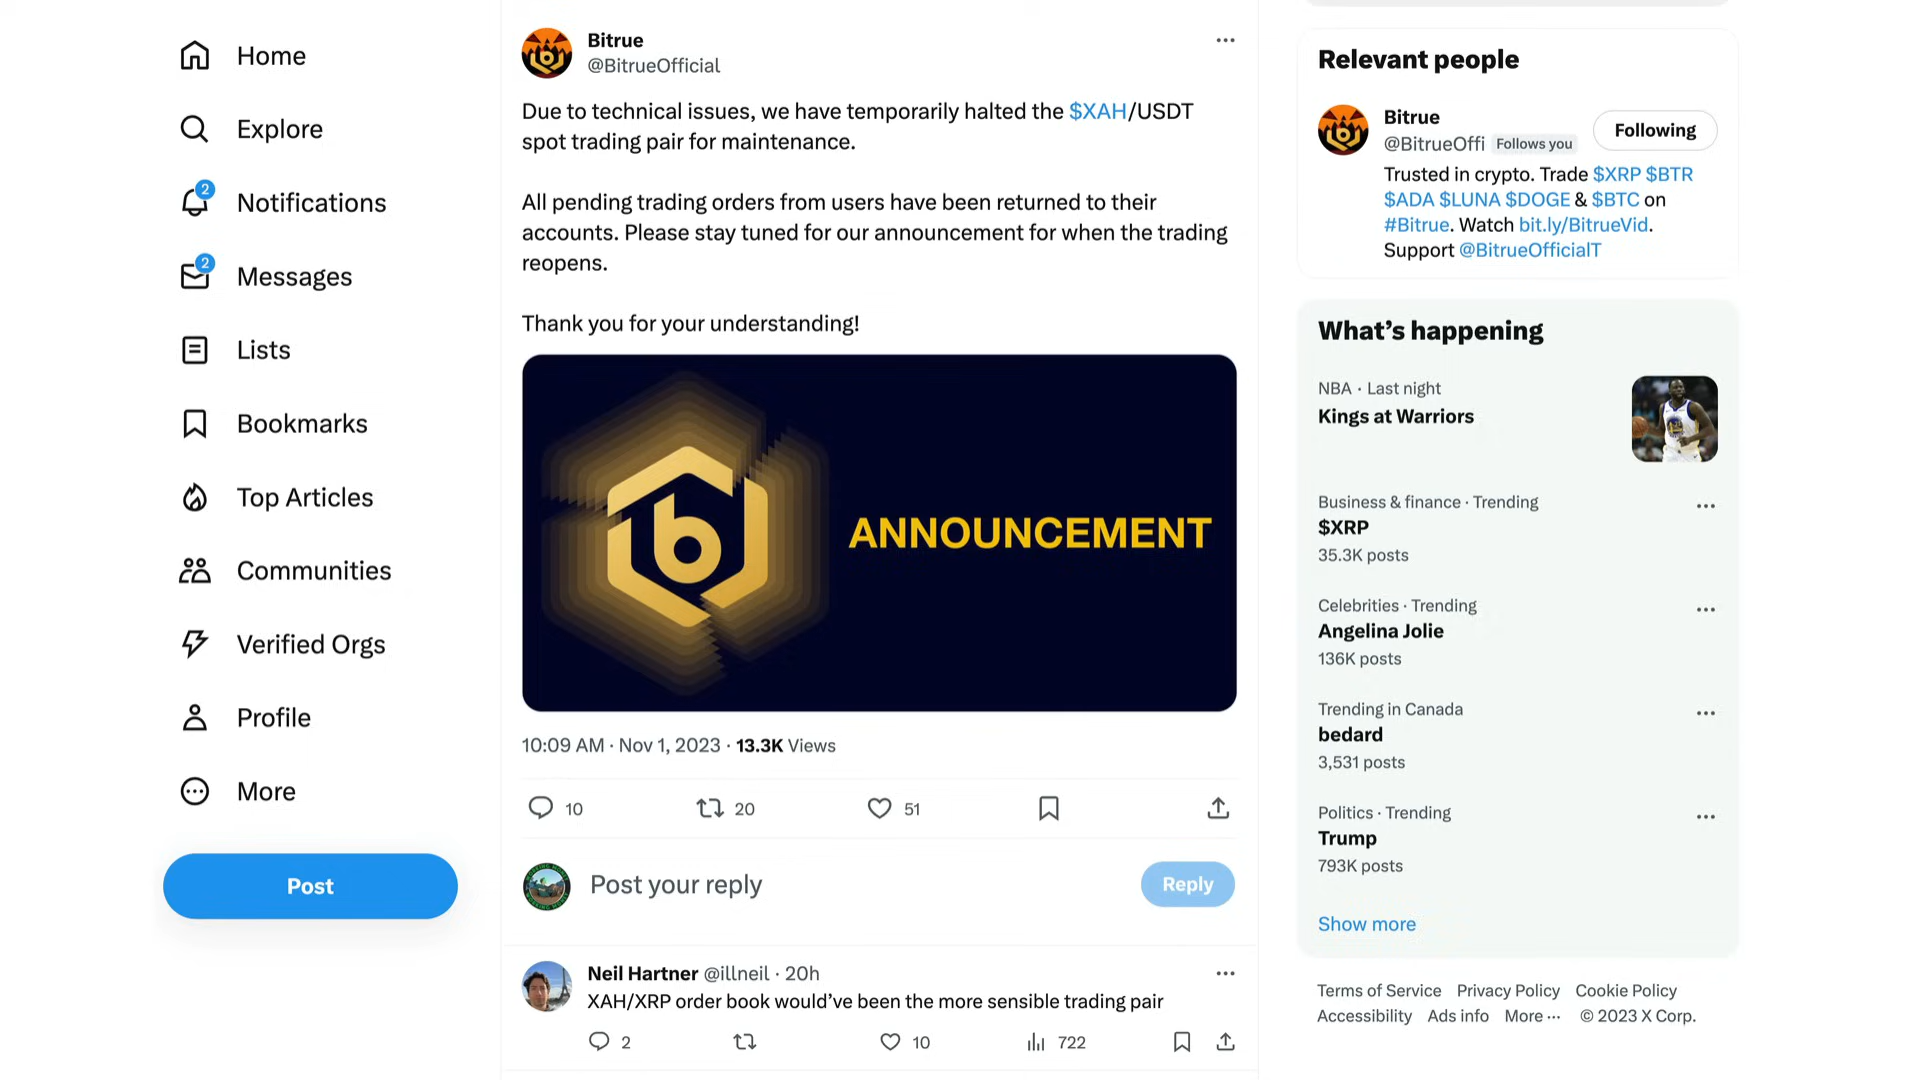 Home
Explore
2
Notifications
2
Messages
Lists
Bookmarks
Top Articles
Communities
Verified Orgs
Profile
More
Post
Bitrue
@BitrueOfficial
Due to technical issues, we have temporarily halted the $XAH/USDT
spot trading pair for maintenance.
All pending trading orders from users have been returned to their
accounts. Please stay tuned for our announcement for when the trading
reopens.
Thank you for your understanding!
b
ANNOUNCEMENT
10:09 AM · Nov 1, 2023 · 13.3K Views
10 20 51
Post your reply
Reply
Neil Hartner @illneil · 20h
XAH/XRP order book would’ve been the more sensible trading pair
2 10 722
Relevant people
Bitrue
@BitrueOffi Follows you
Following
Trusted in crypto. Trade $XRP $BTR
$ADA $LUNA $DOGE & $BTC on
#Bitrue. Watch bit.ly/BitrueVid.
Support @BitrueOfficialT
What’s happening
NBA · Last night
Kings at Warriors
Business & finance · Trending
$XRP
35.3K posts
Celebrities · Trending
Angelina Jolie
136K posts
Trending in Canada
bedard
3,531 posts
Politics · Trending
Trump
793K posts
Show more
Terms of Service Privacy Policy Cookie Policy
Accessibility Ads info More ··· © 2023 X Corp.